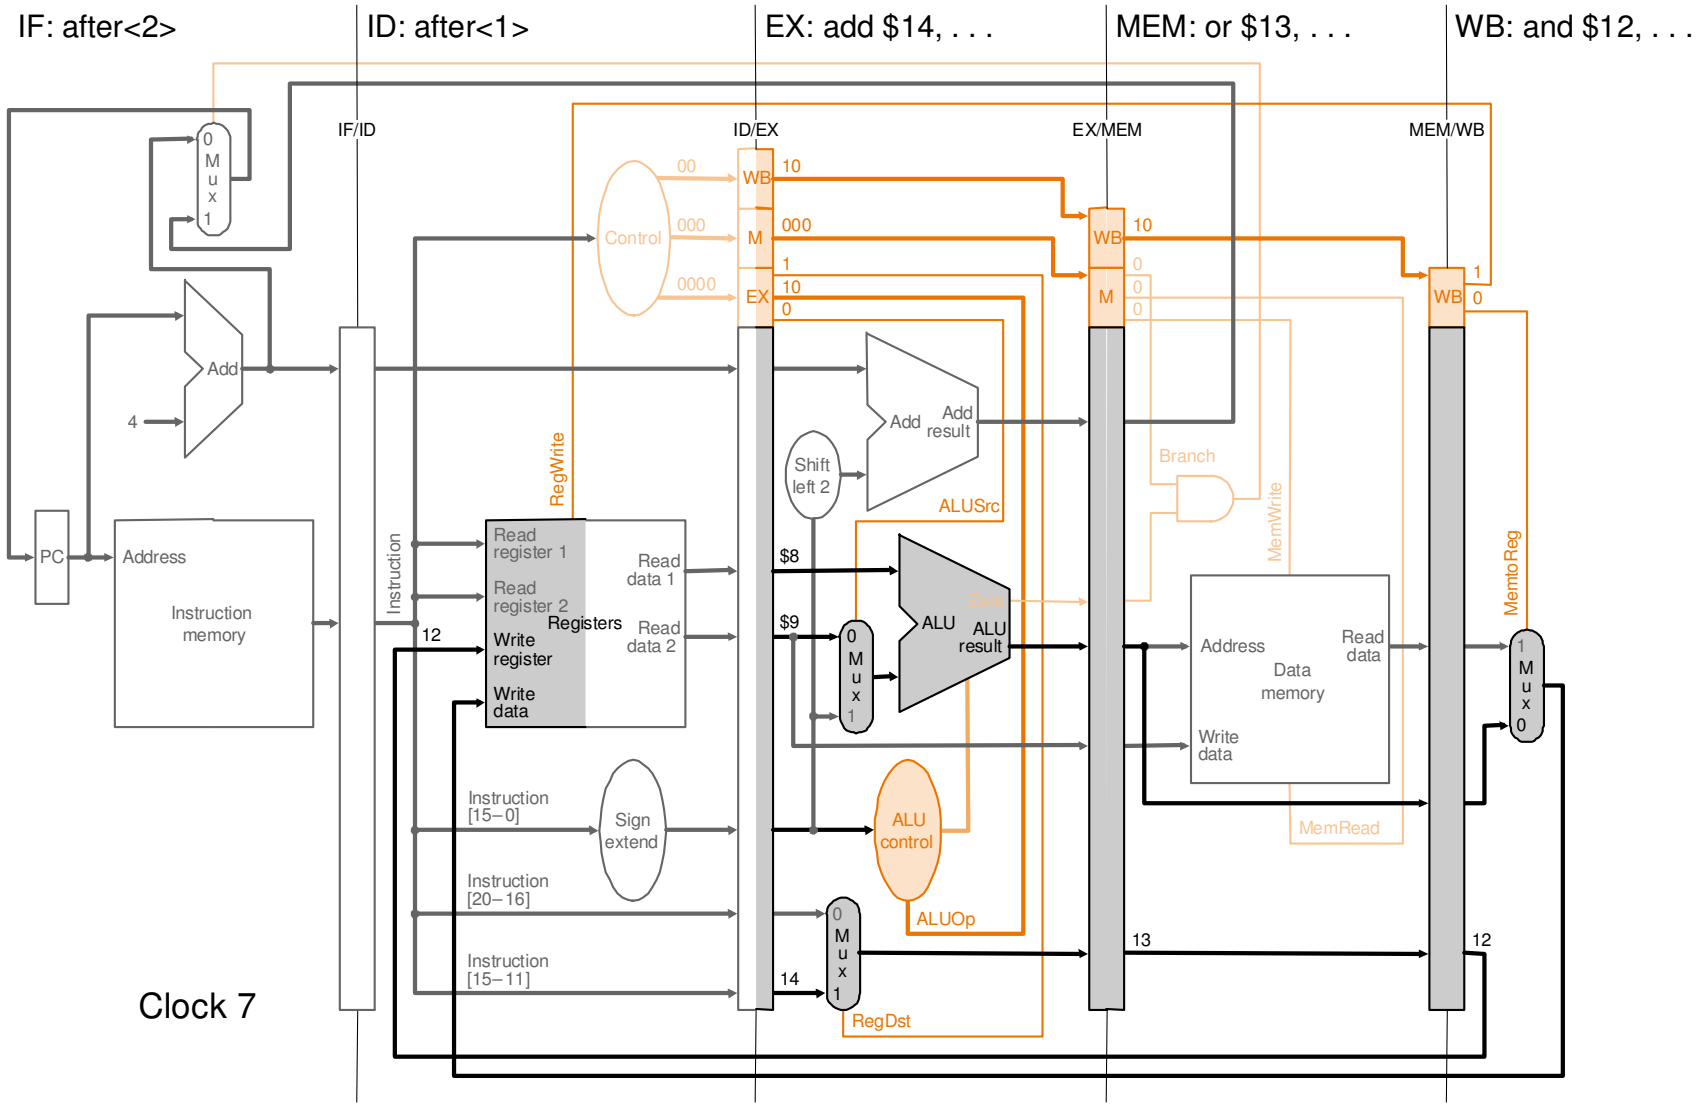 IF: after<2>
ID: after<1>
EX: add $14, . . .
MEM: or $13, . . .
WB: and $12, . . .
IF/ID
ID/EX
EX/MEM
MEM/WB
0
M
u
x
1
00
000
0000
Control
WB
M
EX
10
000
1
10
0
WB
M
10
0
0
0
WB
1
0
Add
4
PC
Address
Instruction
memory
Instruction
RegWrite
Read
register 1
Read
register 2
Registers
Write
register
Write
data
Read
data 1
Read
data 2
12
Shift
left 2
Add
Add
result
ALUSrc
$8
$9
0
M
u
x
1
Zero
ALU
ALU
result
Branch
MemWrite
Address
Read
data
Data
memory
Write
data
MemRead
MemtoReg
1
M
u
x
0
Instruction
[15–0]
Sign
extend
ALU
control
Instruction
[20–16]
ALUOp
Instruction
[15–11]
14
0
M
u
x
1
RegDst
13
12
Clock 7